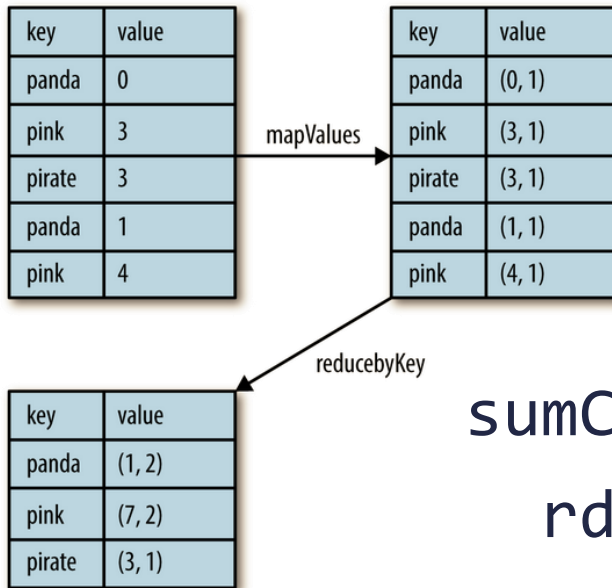 key value
panda 0
pink 3
pirate 3
panda 1
pink 4
mapValues
key value
panda (0, 1)
pink (3, 1)
pirate (3, 1)
panda (1, 1)
pink (4, 1)
reducebyKey
key value
panda (1, 2)
pink (7, 2)
pirate (3, 1)
sumC
rd